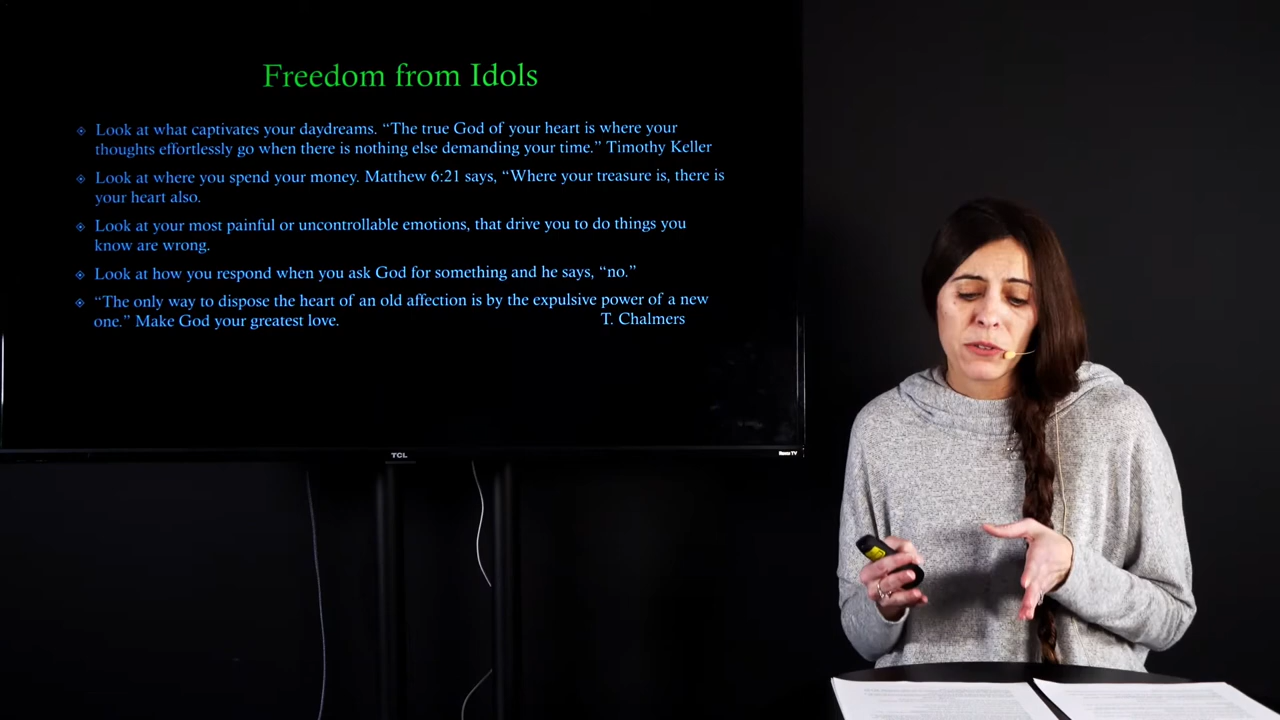 Freedom from Idols
Look at what captivates your daydreams. “The true God of your heart is where your
thoughts effortlessly go when there is nothing else demanding your time.” Timothy Keller
Look at where you spend your money. Matthew 6:21 says, “Where your treasure is, there is
your heart also.
Look at your most painful or uncontrollable emotions, that drive you to do things you
know are wrong.
Look at how you respond when you ask God for something and he says, “no.”
“The only way to dispose the heart of an old affection is by the expulsive power of a new
one.” Make God your greatest love. T. Chalmers
TCL
Roku TV